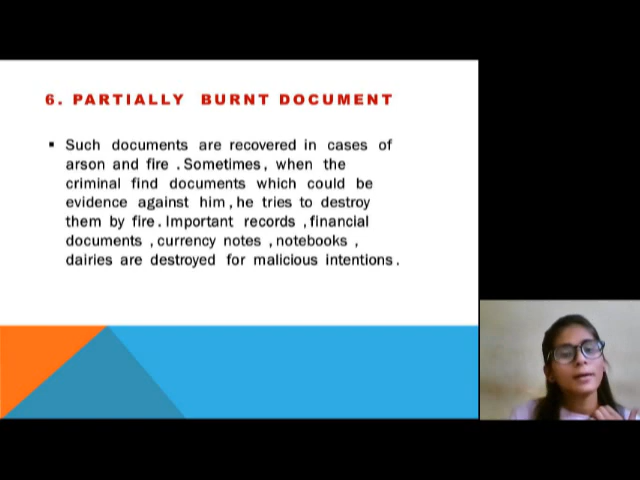 6. PARTIALLY BURNT DOCUMENT
▪ Such documents are recovered in cases of
arson and fire . Sometimes , when the
criminal find documents which could be
evidence against him , he tries to destroy
them by fire . Important records , financial
documents , currency notes , notebooks ,
dairies are destroyed for malicious intentions .